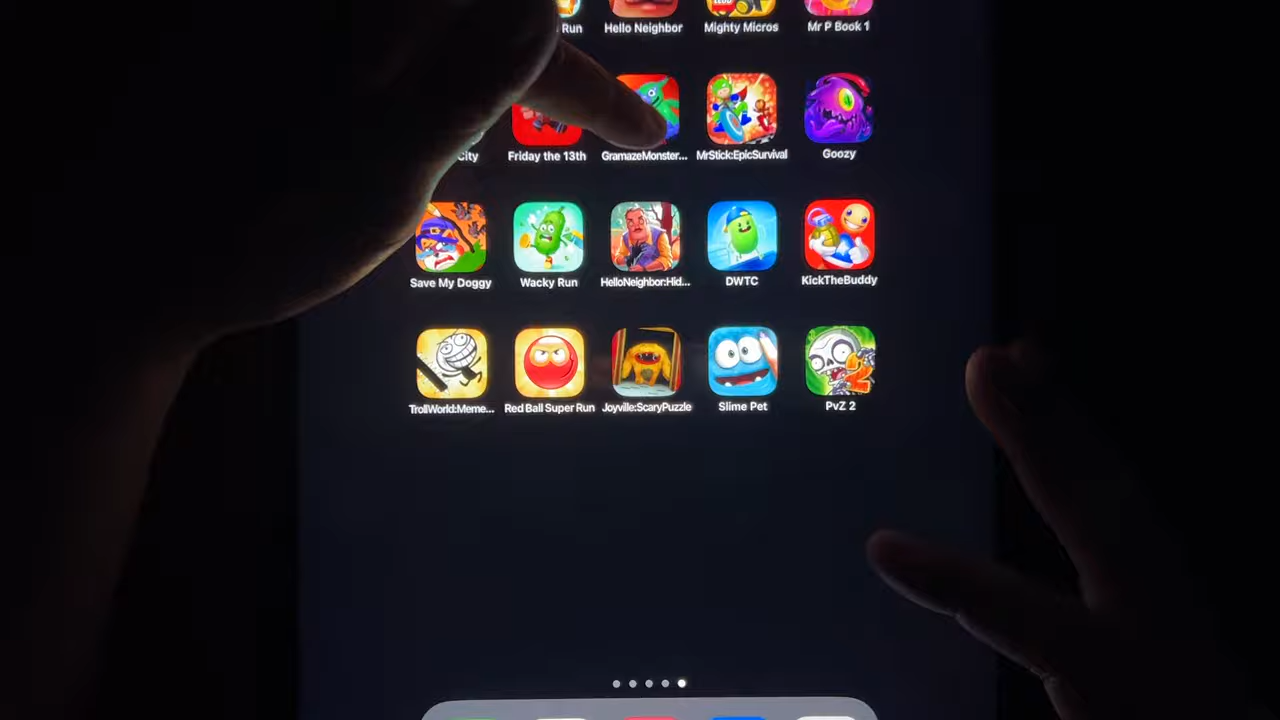 Run Hello Neighbor Mighty Micros Mr P Book 1
City Friday the 13th GramazeMonster... MrStick:EpicSurvival Goozy
Save My Doggy Wacky Run HelloNeighbor:Hid... DWTC KickTheBuddy
TrollWorld:Meme... Red Ball Super Run Joyville:ScaryPuzzle Slime Pet PvZ 2